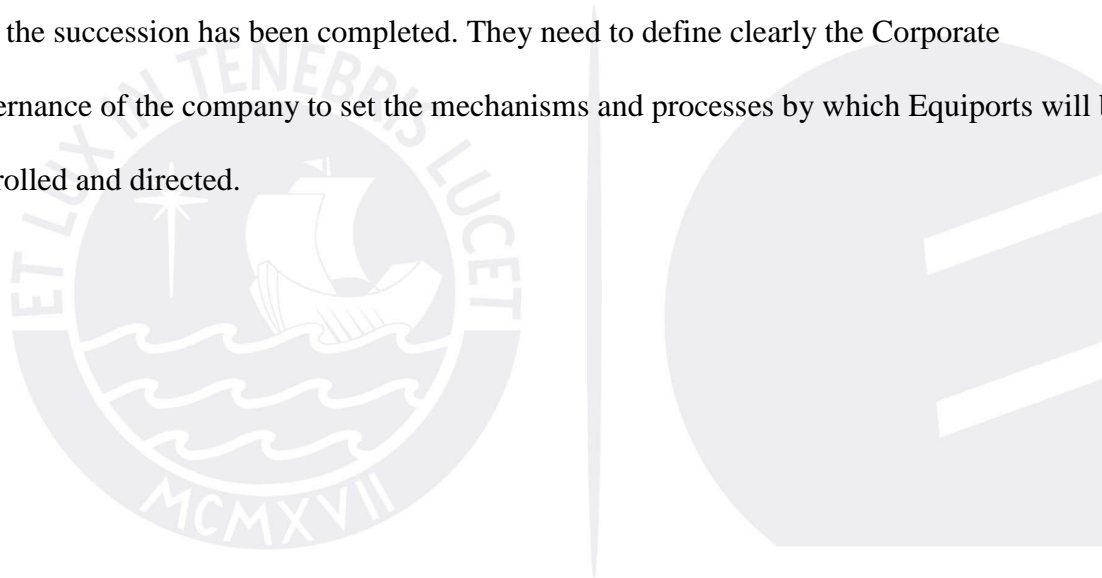 the succession has been completed. They need to define clearly the Corporate
ernance of the company to set the mechanisms and processes by which Equiports will
rolled and directed.
ET LUX IN TENEBRIS LUCET
MCMXVII